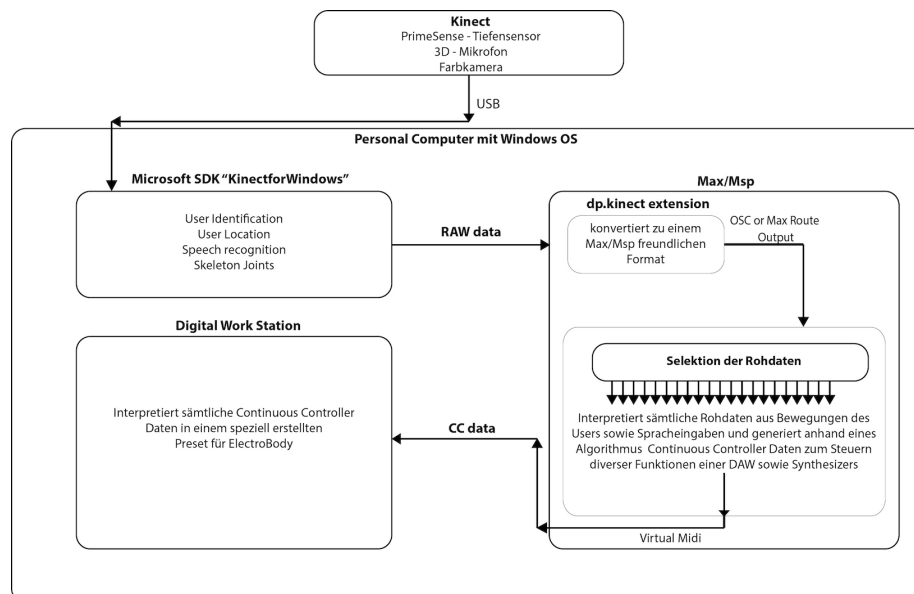 Kinect
PrimeSense - Tiefensensor
3D - Mikrofon
Farbkamera
USB
Personal Computer mit Windows OS
Microsoft SDK "KinectforWindows"
User Identification
User Location
Speech recognition
Skeleton Joints
RAW data
Max/Msp
dp.kinect extension
konvertiert zu einem
Max/Msp freundlichen
Format
OSC or Max Route
Output
Selektion der Rohdaten
Interpretiert sämtliche Rohdaten aus Bewegungen des
Users sowie Spracheingaben und generiert anhand eines
Algorithmus Continuous Controller Daten zum Steuern
diverser Funktionen einer DAW sowie Synthesizers
Virtual Midi
CC data
Digital Work Station
Interpretiert sämtliche Continuous Controller
Daten in einem speziell erstellten
Preset für ElectroBody